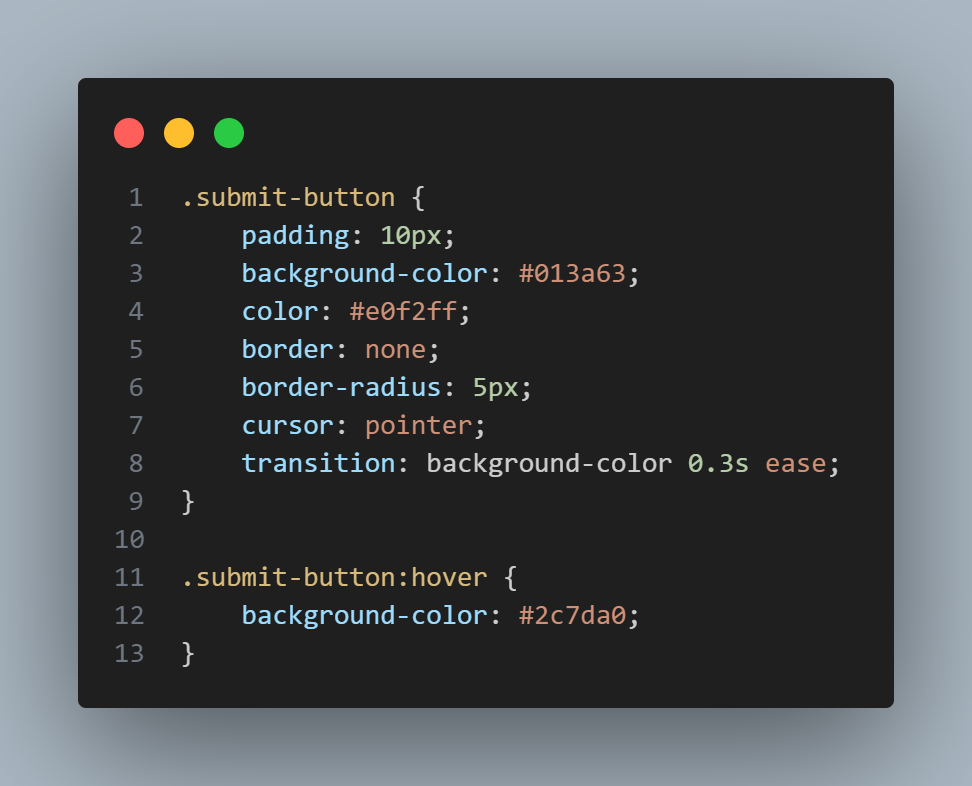 1 .submit-button {
2     padding: 10px;
3     background-color: #013a63;
4     color: #e0f2ff;
5     border: none;
6     border-radius: 5px;
7     cursor: pointer;
8     transition: background-color 0.3s ease;
9 }
10
11 .submit-button:hover {
12     background-color: #2c7da0;
13 }